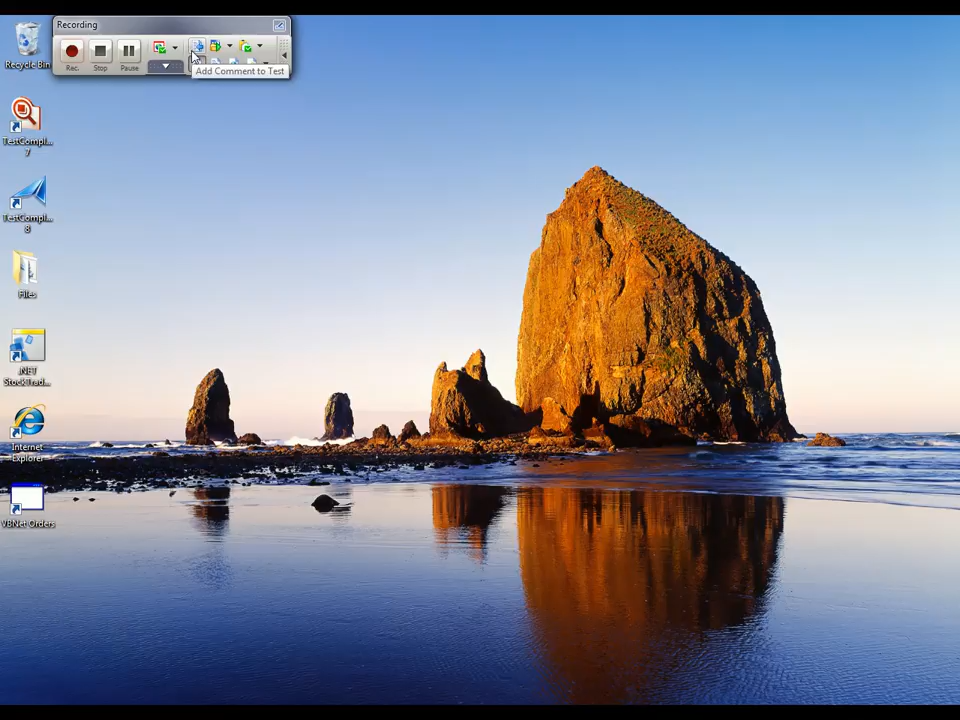 Recording
Rec.
Stop
Pause
Add Comment to Test
Recycle Bin
TestCompl...
7
TestCompl...
8
Files
.NET
StockTrad...
Internet
Explorer
VBNet Orders